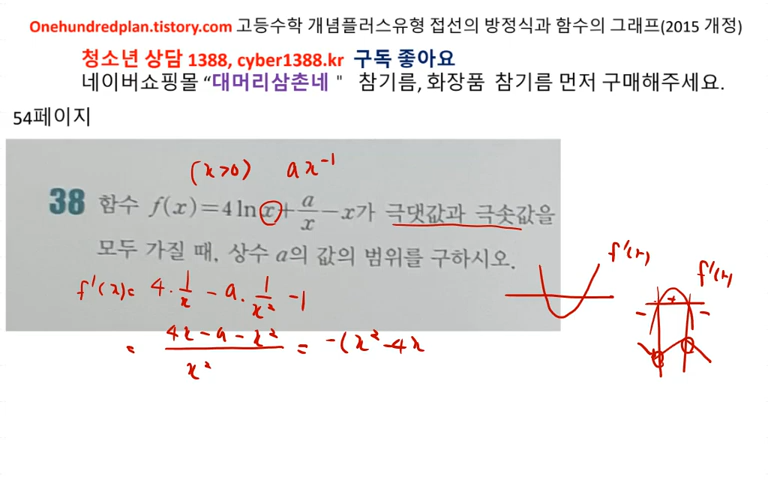 Onehundredplan.tistory.com 고등수학 개념플러스유형 접선의 방정식과 함수의 그래프(2015 개정)
청소년 상담 1388, cyber1388.kr 구독 좋아요
네이버쇼핑몰 “대머리삼촌네 " 참기름, 화장품 참기름 먼저 구매해주세요.
54페이지
(x>0) ax⁻¹
38 함수 f(x)=4 ln x+a/x-x가 극댓값과 극솟값을
모두 가질 때, 상수 a의 값의 범위를 구하시오.
f'(x)= 4·1/x - a·1/x² -1
= (4x-a-x²)/x² = -(x²-4x
f'(x)
f'(x)
+
- -